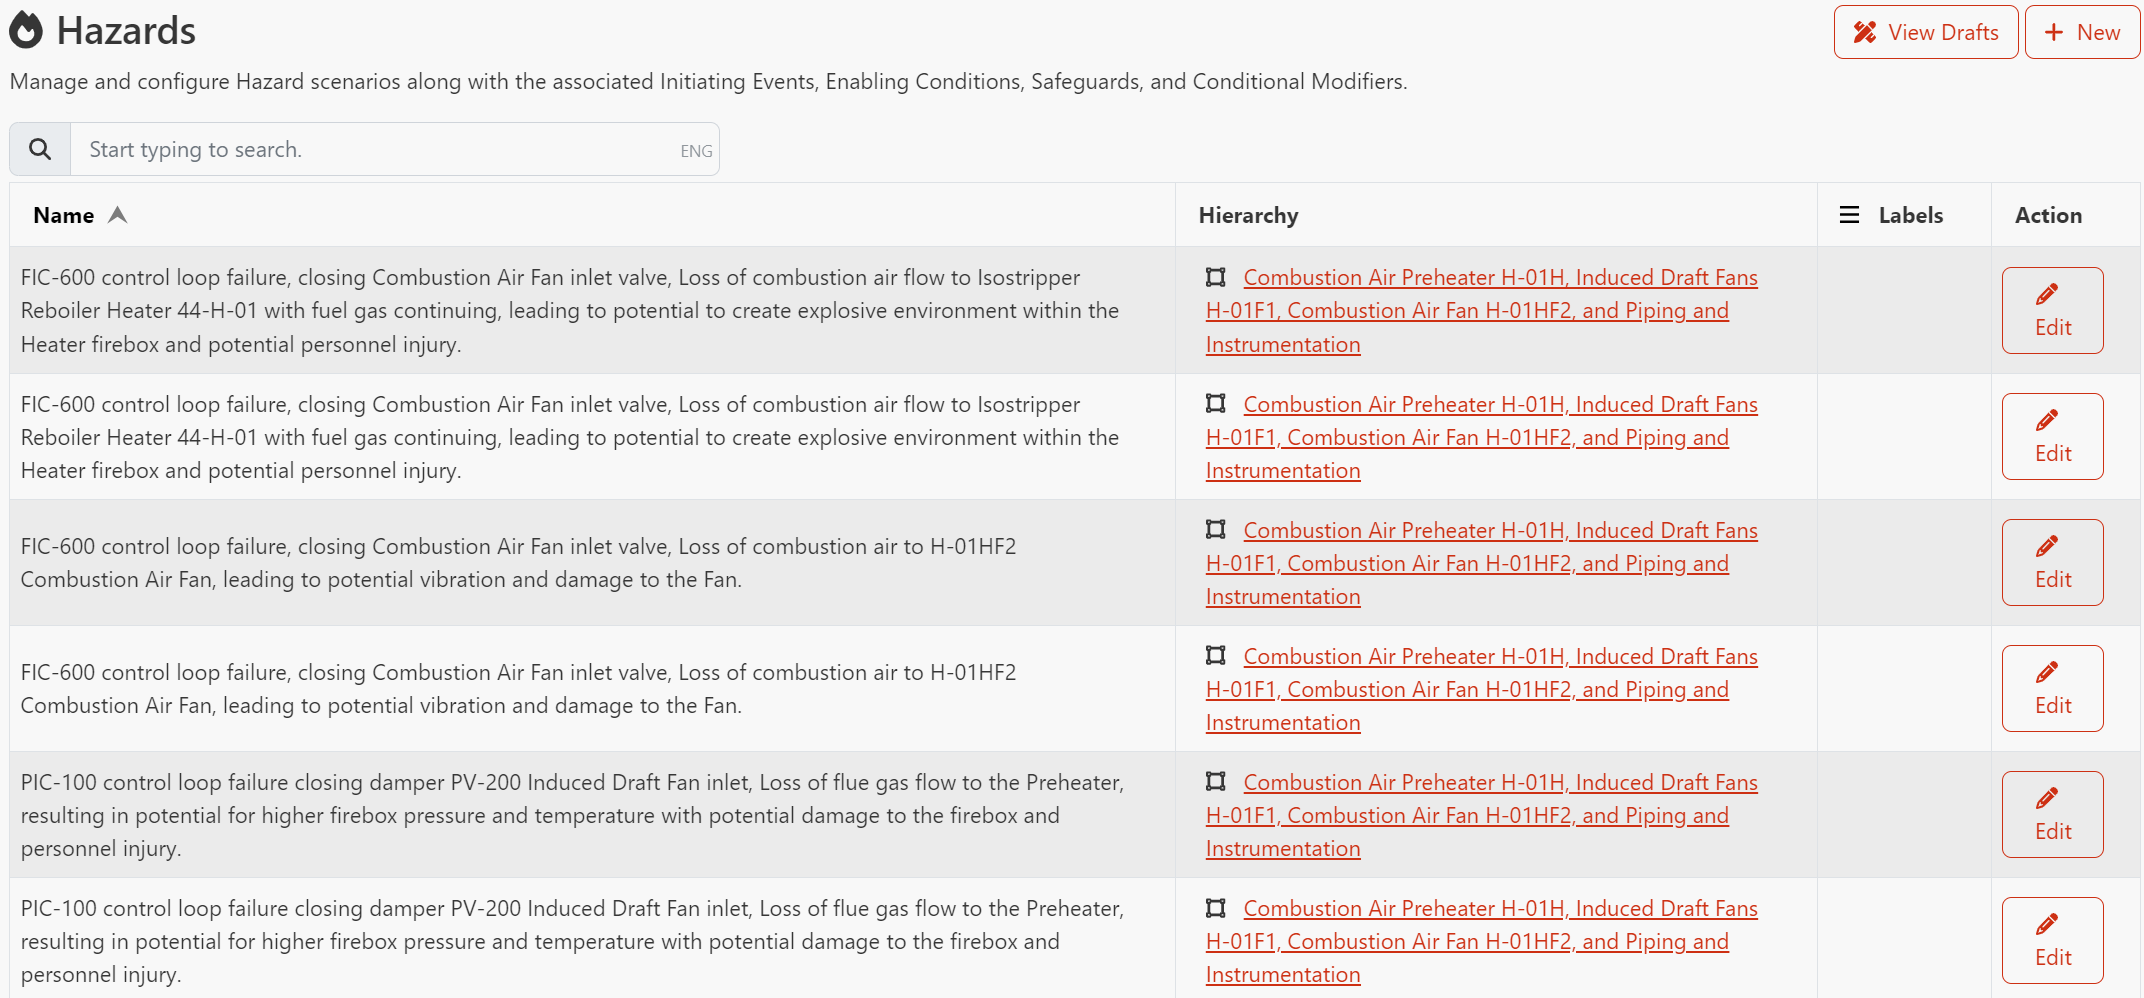 Hazards
View Drafts
New
Manage and configure Hazard scenarios along with the associated Initiating Events, Enabling Conditions, Safeguards, and Conditional Modifiers.
Start typing to search.
ENG
Name
Hierarchy
Labels
Action
FIC-600 control loop failure, closing Combustion Air Fan inlet valve, Loss of combustion air flow to Isostripper
Reboiler Heater 44-H-01 with fuel gas continuing, leading to potential to create explosive environment within the
Heater firebox and potential personnel injury.
Combustion Air Preheater H-01H, Induced Draft Fans
H-01F1, Combustion Air Fan H-01HF2, and Piping and
Instrumentation
Edit
FIC-600 control loop failure, closing Combustion Air Fan inlet valve, Loss of combustion air flow to Isostripper
Reboiler Heater 44-H-01 with fuel gas continuing, leading to potential to create explosive environment within the
Heater firebox and potential personnel injury.
Combustion Air Preheater H-01H, Induced Draft Fans
H-01F1, Combustion Air Fan H-01HF2, and Piping and
Instrumentation
Edit
FIC-600 control loop failure, closing Combustion Air Fan inlet valve, Loss of combustion air to H-01HF2
Combustion Air Fan, leading to potential vibration and damage to the Fan.
Combustion Air Preheater H-01H, Induced Draft Fans
H-01F1, Combustion Air Fan H-01HF2, and Piping and
Instrumentation
Edit
FIC-600 control loop failure, closing Combustion Air Fan inlet valve, Loss of combustion air to H-01HF2
Combustion Air Fan, leading to potential vibration and damage to the Fan.
Combustion Air Preheater H-01H, Induced Draft Fans
H-01F1, Combustion Air Fan H-01HF2, and Piping and
Instrumentation
Edit
PIC-100 control loop failure closing damper PV-200 Induced Draft Fan inlet, Loss of flue gas flow to the Preheater,
resulting in potential for higher firebox pressure and temperature with potential damage to the firebox and
personnel injury.
Combustion Air Preheater H-01H, Induced Draft Fans
H-01F1, Combustion Air Fan H-01HF2, and Piping and
Instrumentation
Edit
PIC-100 control loop failure closing damper PV-200 Induced Draft Fan inlet, Loss of flue gas flow to the Preheater,
resulting in potential for higher firebox pressure and temperature with potential damage to the firebox and
personnel injury.
Combustion Air Preheater H-01H, Induced Draft Fans
H-01F1, Combustion Air Fan H-01HF2, and Piping and
Instrumentation
Edit